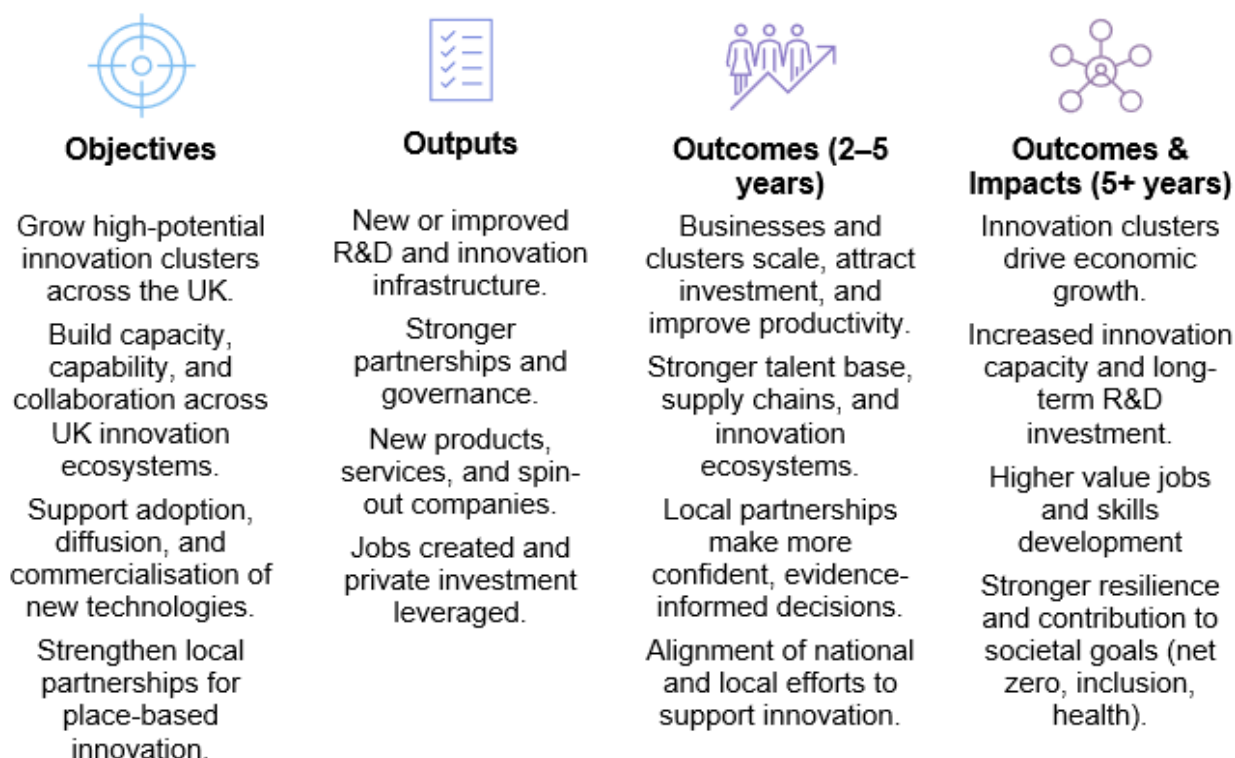 Objectives
Grow high-potential
innovation clusters
across the UK.
Build capacity,
capability, and
collaboration across
UK innovation
ecosystems.
Support adoption,
diffusion, and
commercialisation of
new technologies.
Strengthen local
partnerships for
place-based
innovation.
Outputs
New or improved
R&D and innovation
infrastructure.
Stronger
partnerships and
governance.
New products,
services, and spin-
out companies.
Jobs created and
private investment
leveraged.
Outcomes (2–5
years)
Businesses and
clusters scale, attract
investment, and
improve productivity.
Stronger talent base,
supply chains, and
innovation
ecosystems.
Local partnerships
make more
confident, evidence-
informed decisions.
Alignment of national
and local efforts to
support innovation.
Outcomes &
Impacts (5+ years)
Innovation clusters
drive economic
growth.
Increased innovation
capacity and long-
term R&D
investment.
Higher value jobs
and skills
development
Stronger resilience
and contribution to
societal goals (net
zero, inclusion,
health).